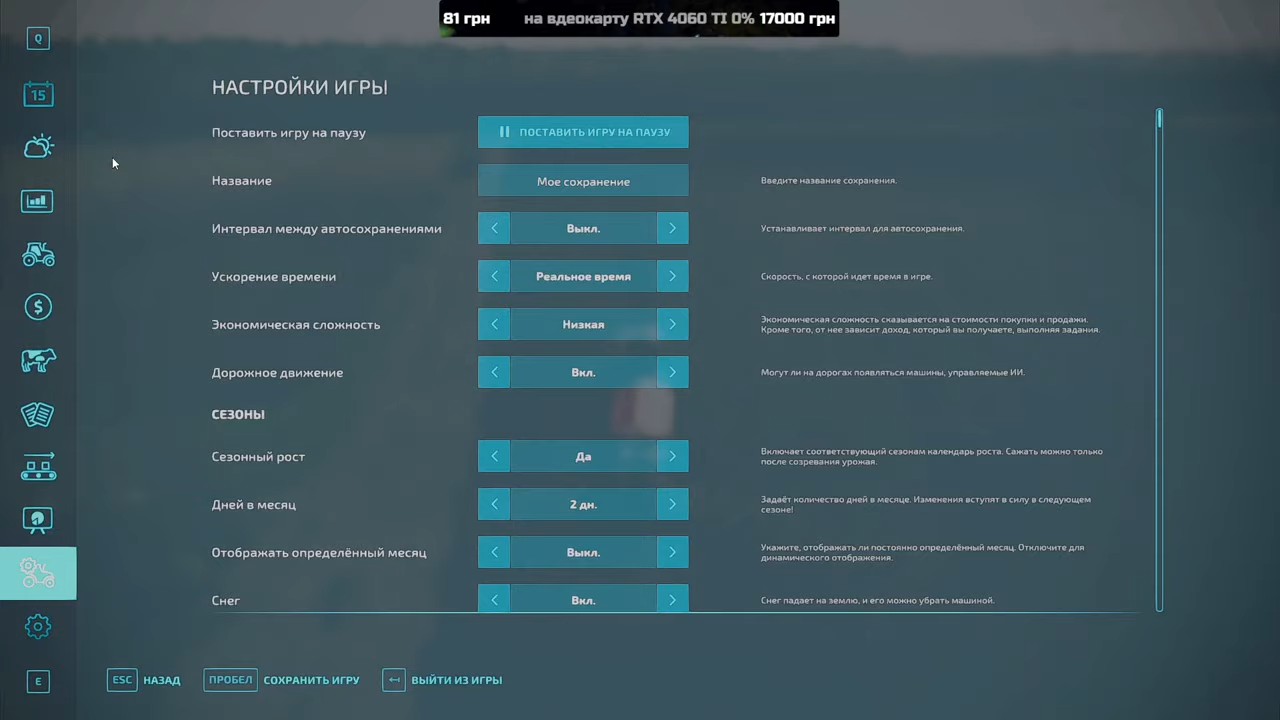 81 грн на вдеокарту RTX 4060 TI 0% 17000 грн
Q
НАСТРОЙКИ ИГРЫ
15
Поставить игру на паузу ПОСТАВИТЬ ИГРУ НА ПАУЗУ
Название Мое сохранение Введите название сохранения.
Интервал между автосохранениями Выкл. Устанавливает интервал для автосохранения.
Ускорение времени Реальное время Скорость, с которой идет время в игре.
Экономическая сложность Низкая Экономическая сложность сказывается на стоимости покупки и продажи.
Кроме того, от нее зависит доход, который вы получаете, выполняя задания.
Дорожное движение Вкл. Могут ли на дорогах появляться машины, управляемые ИИ.
СЕЗОНЫ
Сезонный рост Да Включает соответствующий сезонам календарь роста. Сажать можно только
после созревания урожая.
Дней в месяц 2 дн. Задаёт количество дней в месяце. Изменения вступят в силу в следующем
сезоне!
Отображать определённый месяц Выкл. Укажите, отображать ли постоянно определённый месяц. Отключите для
динамического отображения.
Снег Вкл. Снег падает на землю, и его можно убрать машиной.
E
ESC НАЗАД ПРОБЕЛ СОХРАНИТЬ ИГРУ ВЫЙТИ ИЗ ИГРЫ